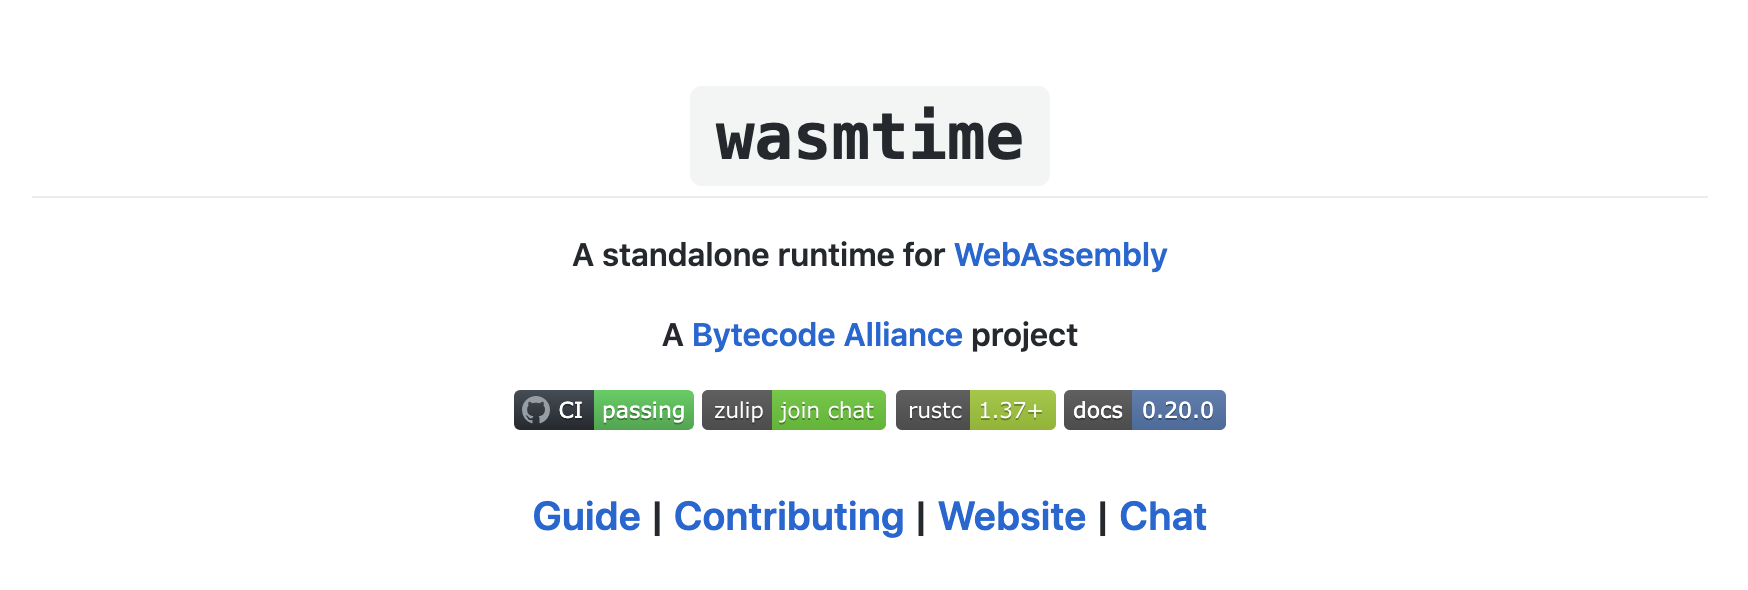 wasmtime
A standalone runtime for WebAssembly
A Bytecode Alliance project
CI passing zulip join chat rustc 1.37+ docs 0.20.0
Guide | Contributing | Website | Chat